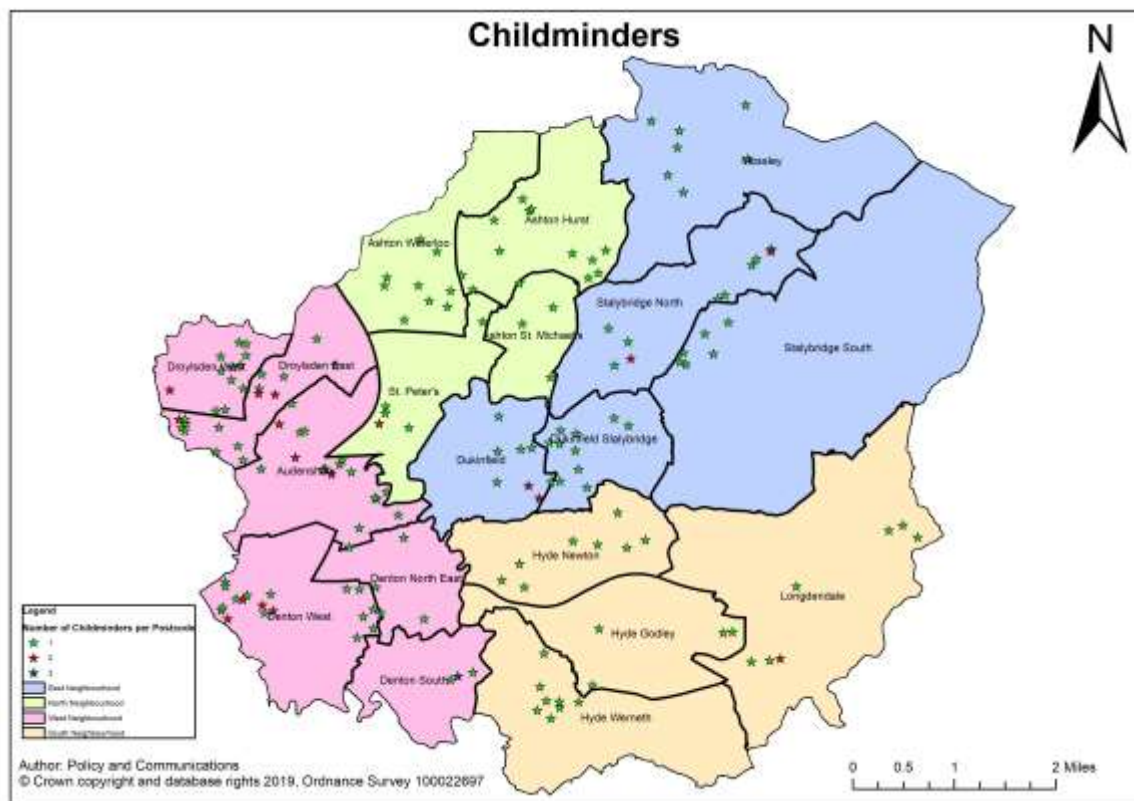 Childminders
N
Mossley
Ashton Hurst
Ashton Waterloo
Stalybridge North
Ashton St. Michael's
Stalybridge South
Droylsden West
Droylsden East
St. Peter's
Dukinfield Stalybridge
Dukinfield
Audenshaw
Hyde Newton
Denton North East
Longdendale
Denton West
Hyde Godley
Denton South
Hyde Werneth
Legend
Number of Childminders per Postcode
1
2
3
East Neighbourhood
North Neighbourhood
West Neighbourhood
South Neighbourhood
Author: Policy and Communications
© Crown copyright and database rights 2019, Ordnance Survey 100022697
0 0.5 1 2 Miles